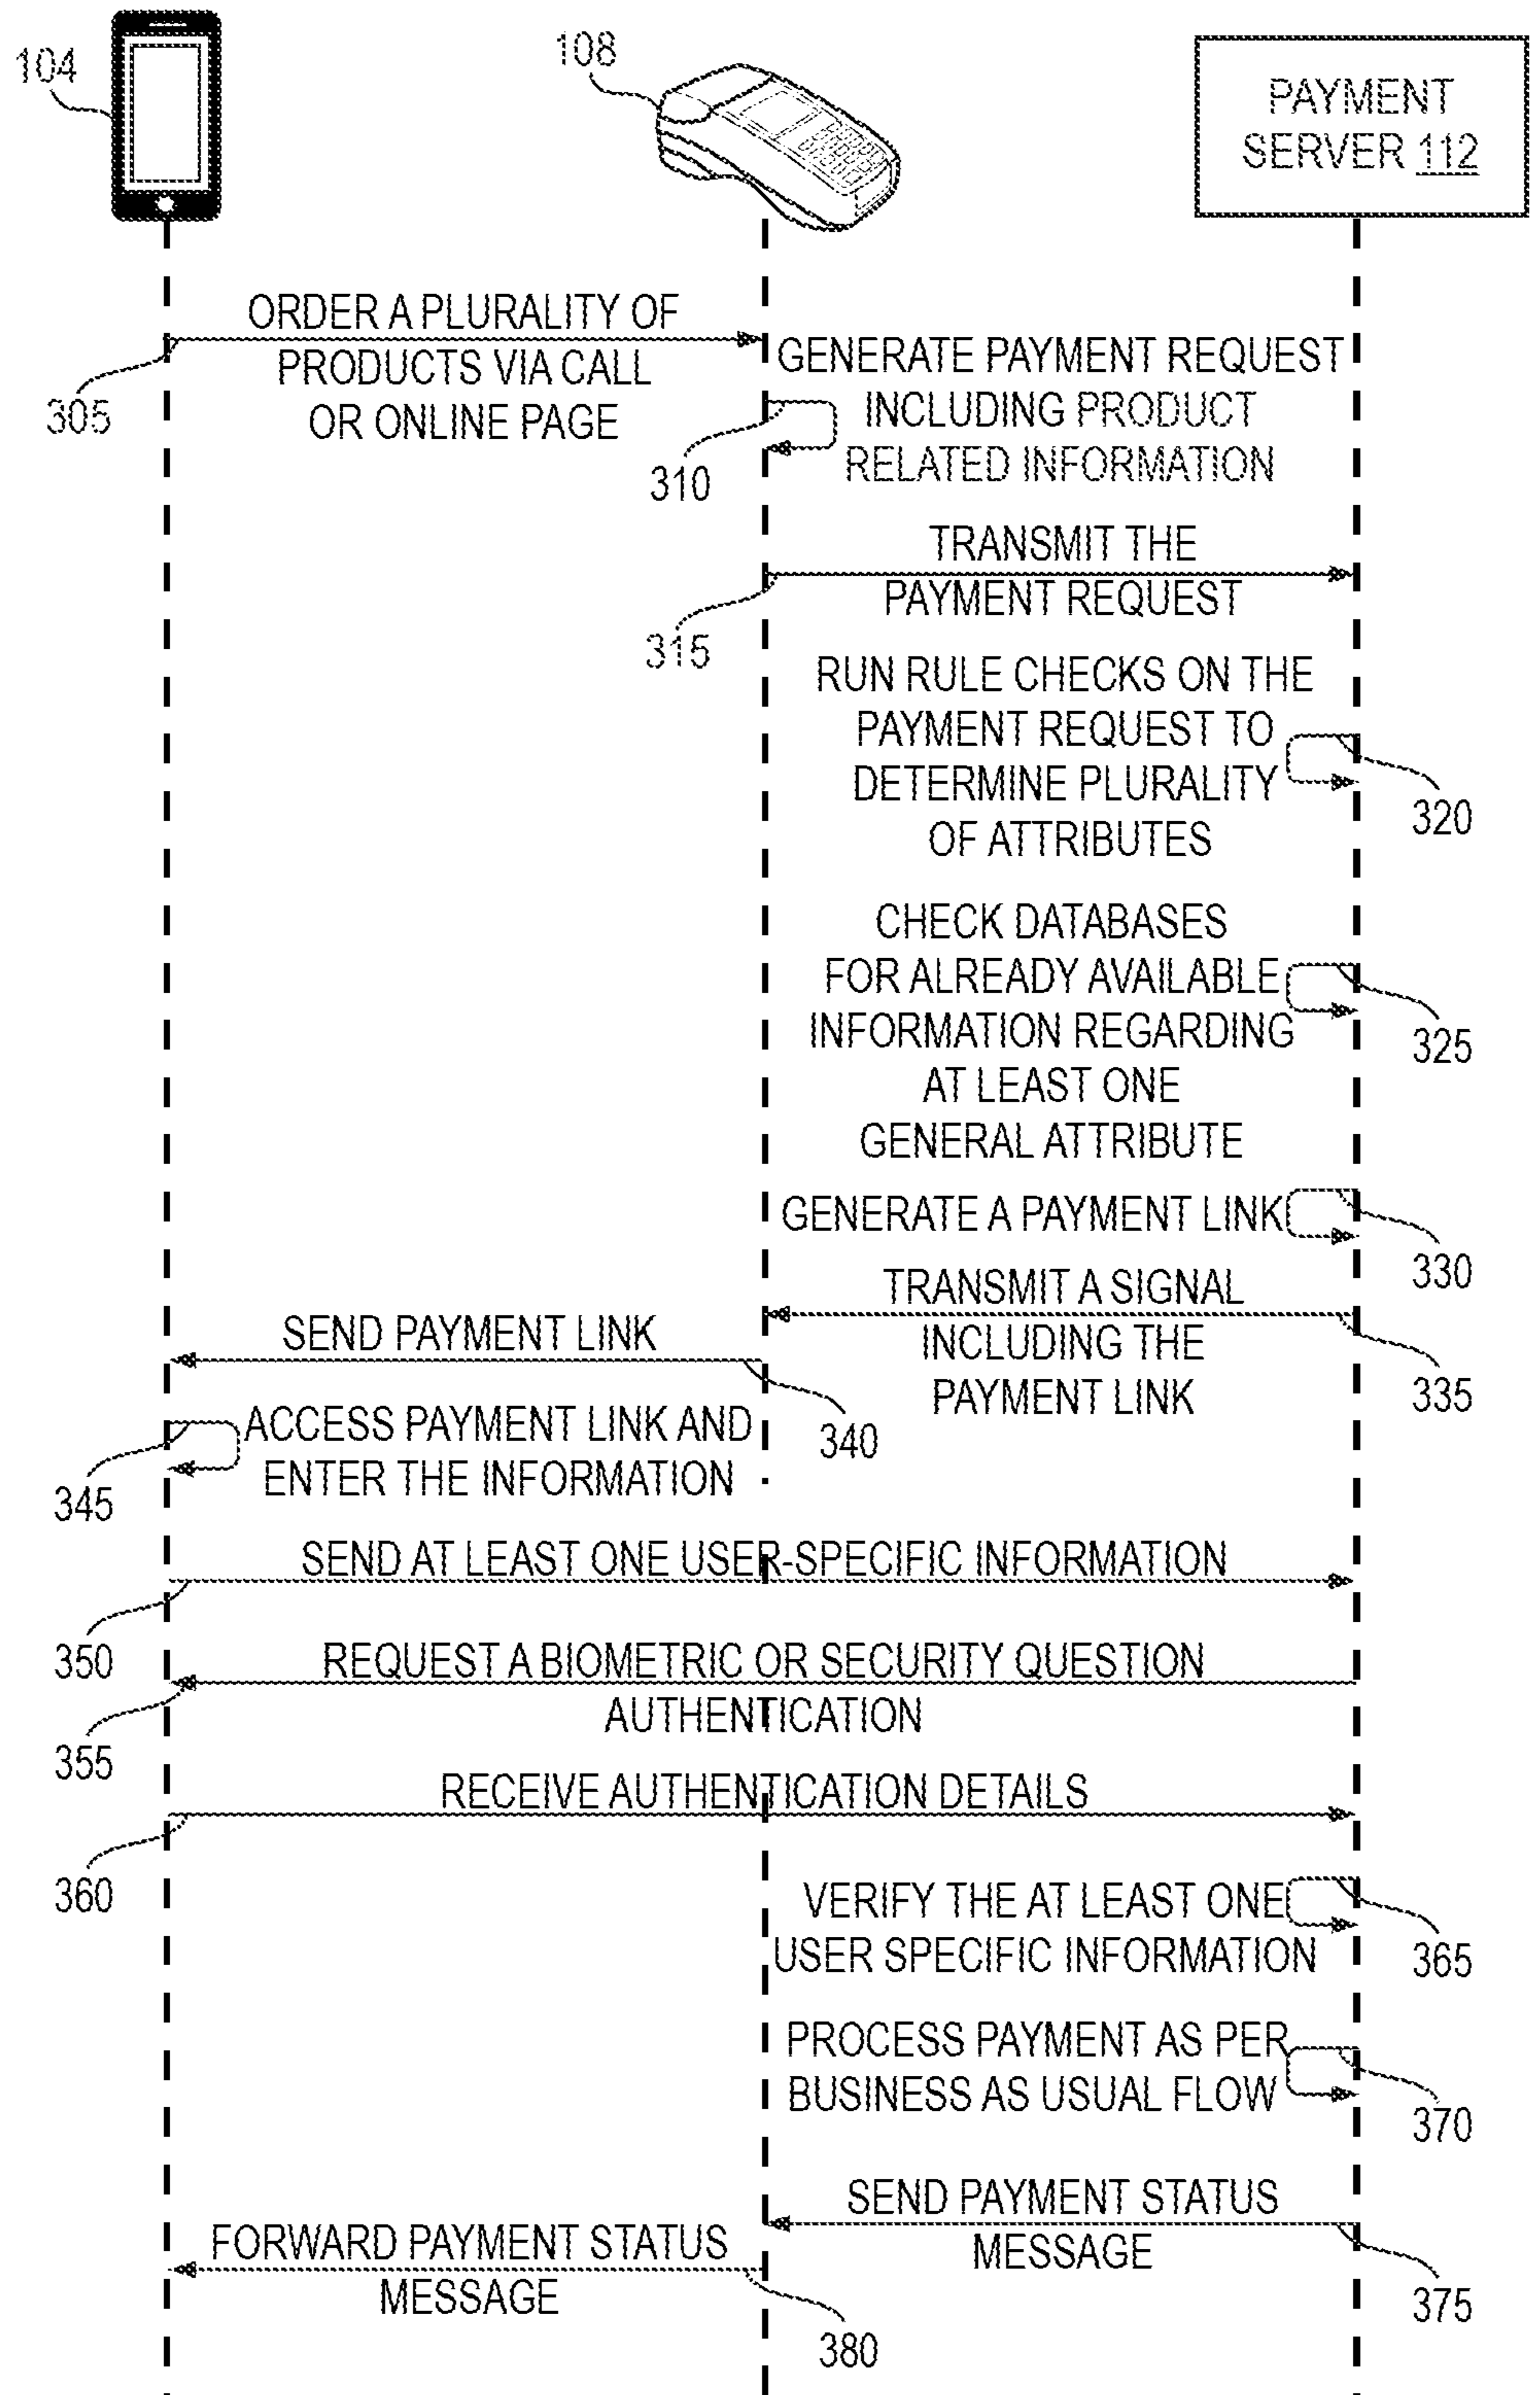 104
108
PAYMENT
SERVER 112
ORDER A PLURALITY OF
PRODUCTS VIA CALL
OR ONLINE PAGE
305
GENERATE PAYMENT REQUEST
INCLUDING PRODUCT
RELATED INFORMATION
310
TRANSMIT THE
PAYMENT REQUEST
315
RUN RULE CHECKS ON THE
PAYMENT REQUEST TO
DETERMINE PLURALITY
OF ATTRIBUTES
320
CHECK DATABASES
FOR ALREADY AVAILABLE
INFORMATION REGARDING
AT LEAST ONE
GENERAL ATTRIBUTE
325
GENERATE A PAYMENT LINK
330
TRANSMIT A SIGNAL
INCLUDING THE
PAYMENT LINK
335
SEND PAYMENT LINK
340
ACCESS PAYMENT LINK AND
ENTER THE INFORMATION
345
SEND AT LEAST ONE USER-SPECIFIC INFORMATION
350
REQUEST A BIOMETRIC OR SECURITY QUESTION
AUTHENTICATION
355
RECEIVE AUTHENTICATION DETAILS
360
VERIFY THE AT LEAST ONE
USER SPECIFIC INFORMATION
365
PROCESS PAYMENT AS PER
BUSINESS AS USUAL FLOW
370
SEND PAYMENT STATUS
MESSAGE
375
FORWARD PAYMENT STATUS
MESSAGE
380